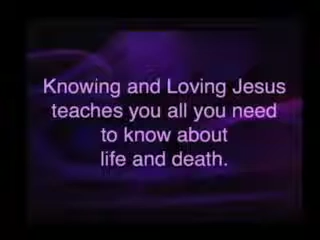 Knowing and Loving Jesus
teaches you all you need
to know about
life and death.